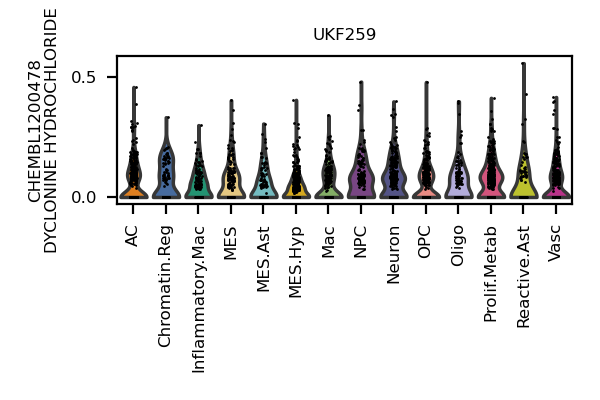 UKF259
CHEMBL1200478
DYCLONINE HYDROCHLORIDE
0.5
0.0
AC
Chromatin.Reg
Inflammatory.Mac
MES
MES.Ast
MES.Hyp
Mac
NPC
Neuron
OPC
Oligo
Prolif.Metab
Reactive.Ast
Vasc